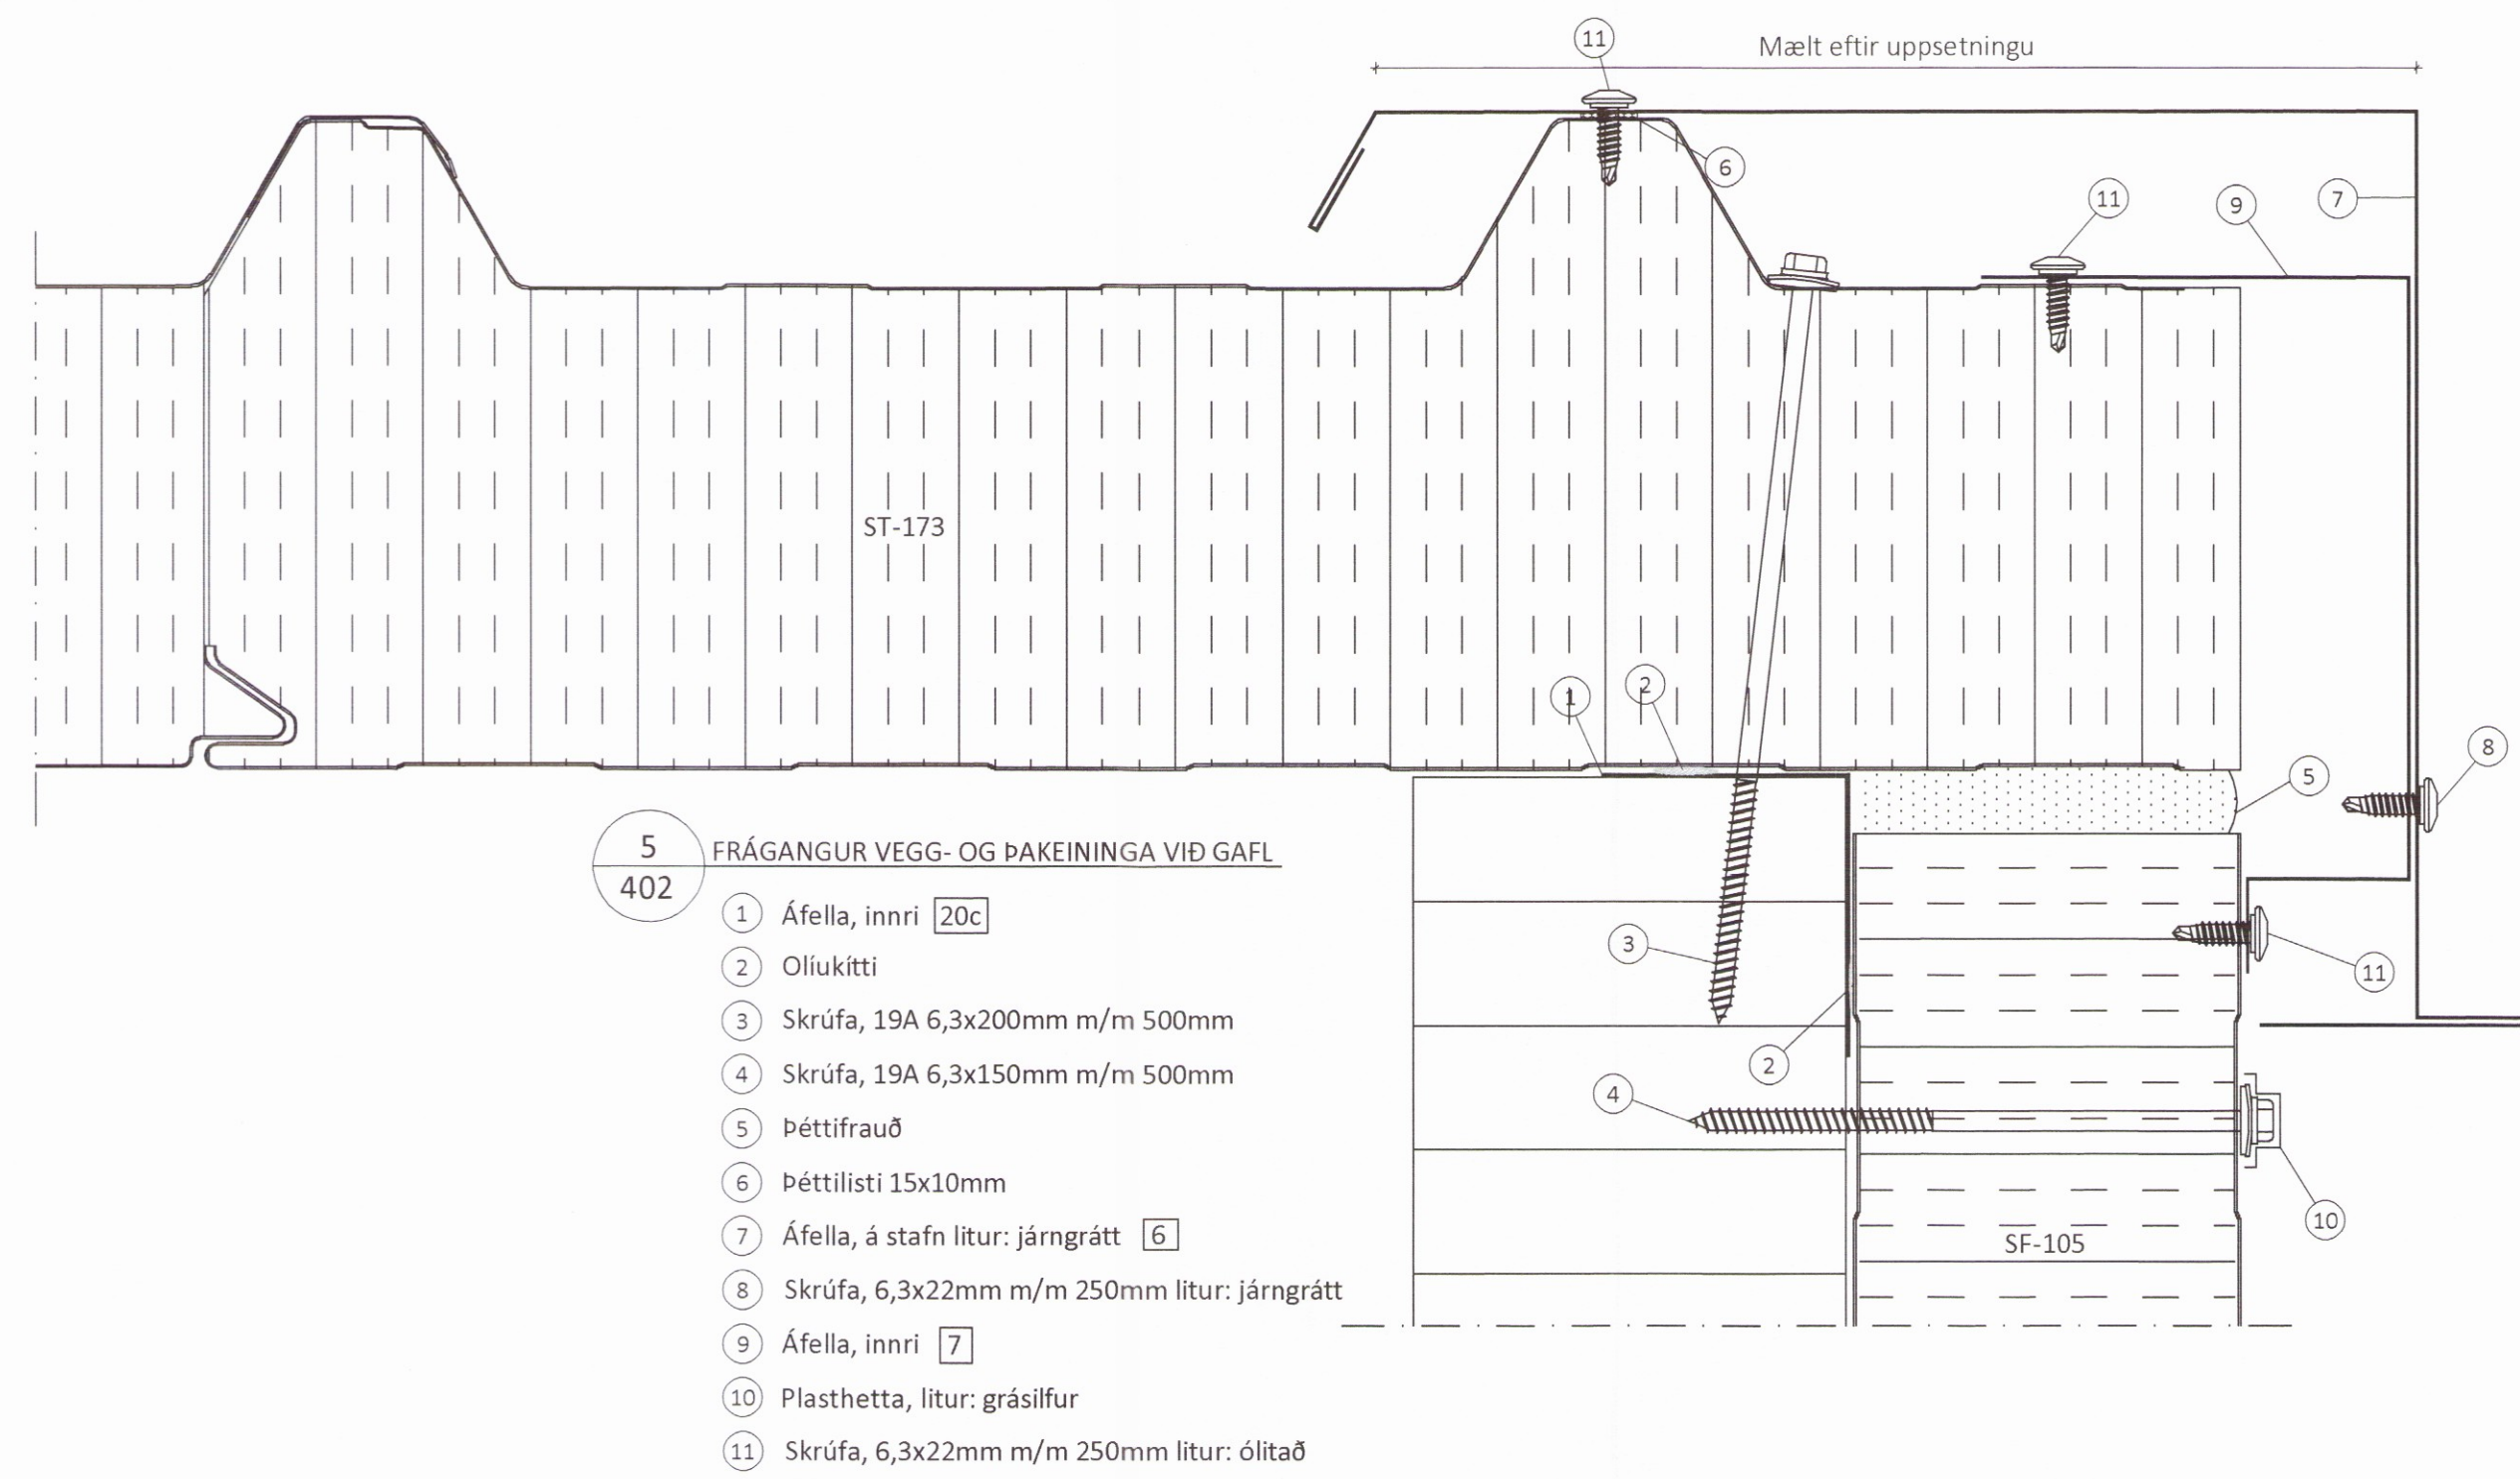 11
Mælt eftir uppsetningu
6
11
9
7
ST-173
1
2
8
5
5
402
FRÁGANGUR VEGG- OG ÞAKEININGA VIÐ GAFL
1 Áfella, innri 20c
2 Olíukítti
3 Skrúfa, 19A 6,3x200mm m/m 500mm
4 Skrúfa, 19A 6,3x150mm m/m 500mm
5 Þéttifrauð
6 Þéttilisti 15x10mm
7 Áfella, á stafn litur: járngrátt 6
8 Skrúfa, 6,3x22mm m/m 250mm litur: járngrátt
9 Áfella, innri 7
10 Plasthetta, litur: grásilfur
11 Skrúfa, 6,3x22mm m/m 250mm litur: ólitað
3
11
2
4
10
SF-105